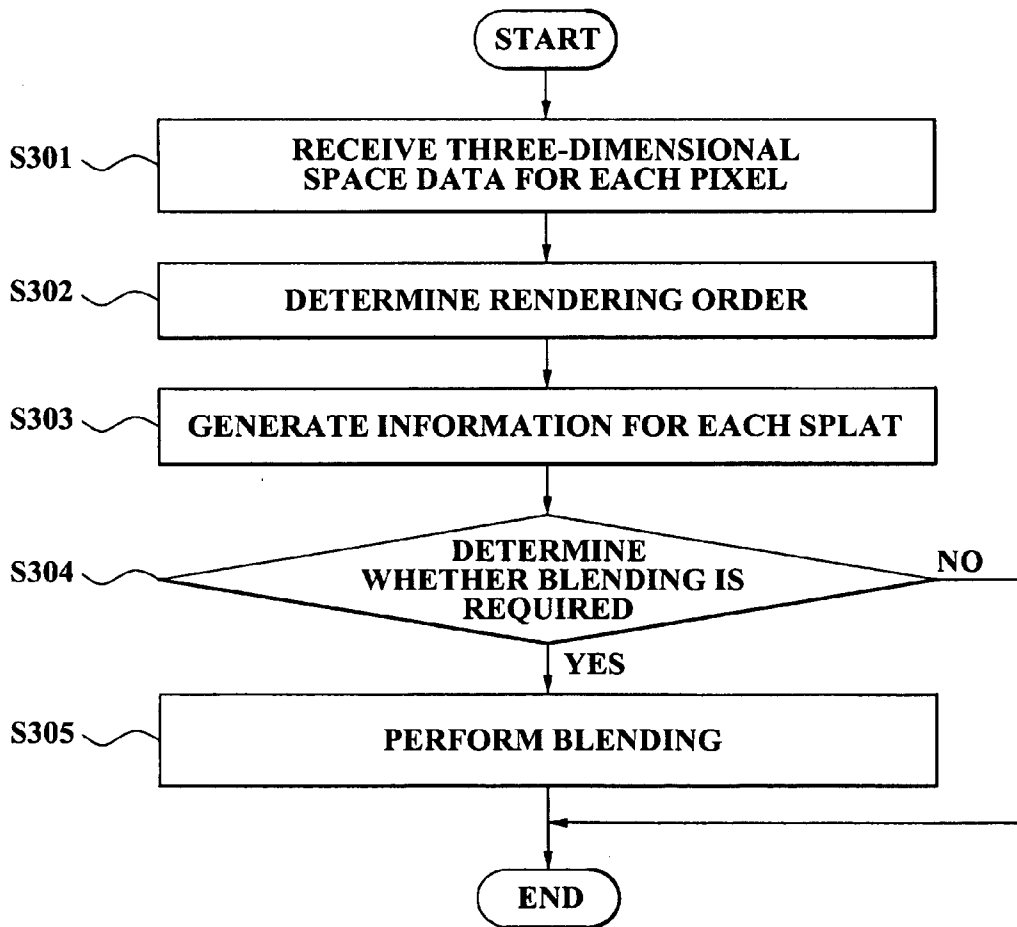 START
S301
RECEIVE THREE-DIMENSIONAL
SPACE DATA FOR EACH PIXEL
S302
DETERMINE RENDERING ORDER
S303
GENERATE INFORMATION FOR EACH SPLAT
S304
DETERMINE
WHETHER BLENDING IS
REQUIRED
NO
YES
S305
PERFORM BLENDING
END